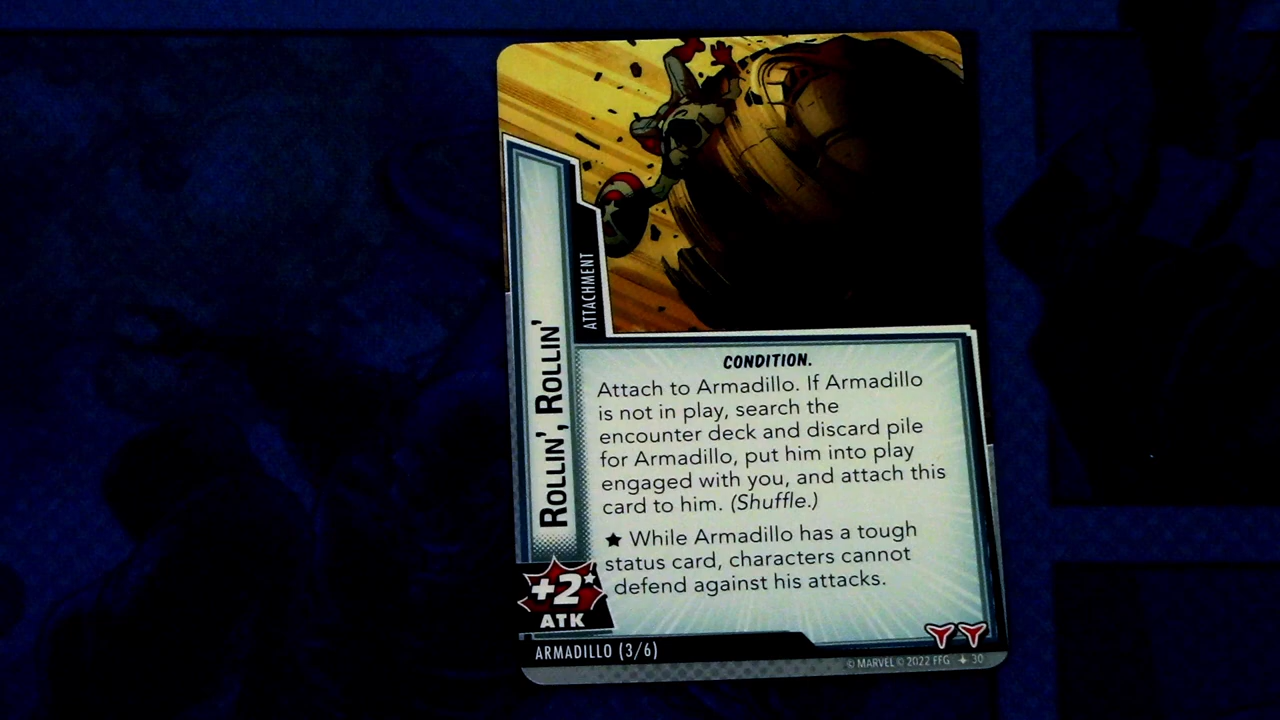 ROLLIN', ROLLIN'
ATTACHMENT
CONDITION.
Attach to Armadillo. If Armadillo
is not in play, search the
encounter deck and discard pile
for Armadillo, put him into play
engaged with you, and attach this
card to him. (Shuffle.)
★ While Armadillo has a tough
status card, characters cannot
defend against his attacks.
+2★
ATK
ARMADILLO (3/6)
© MARVEL © 2022 FFG 30